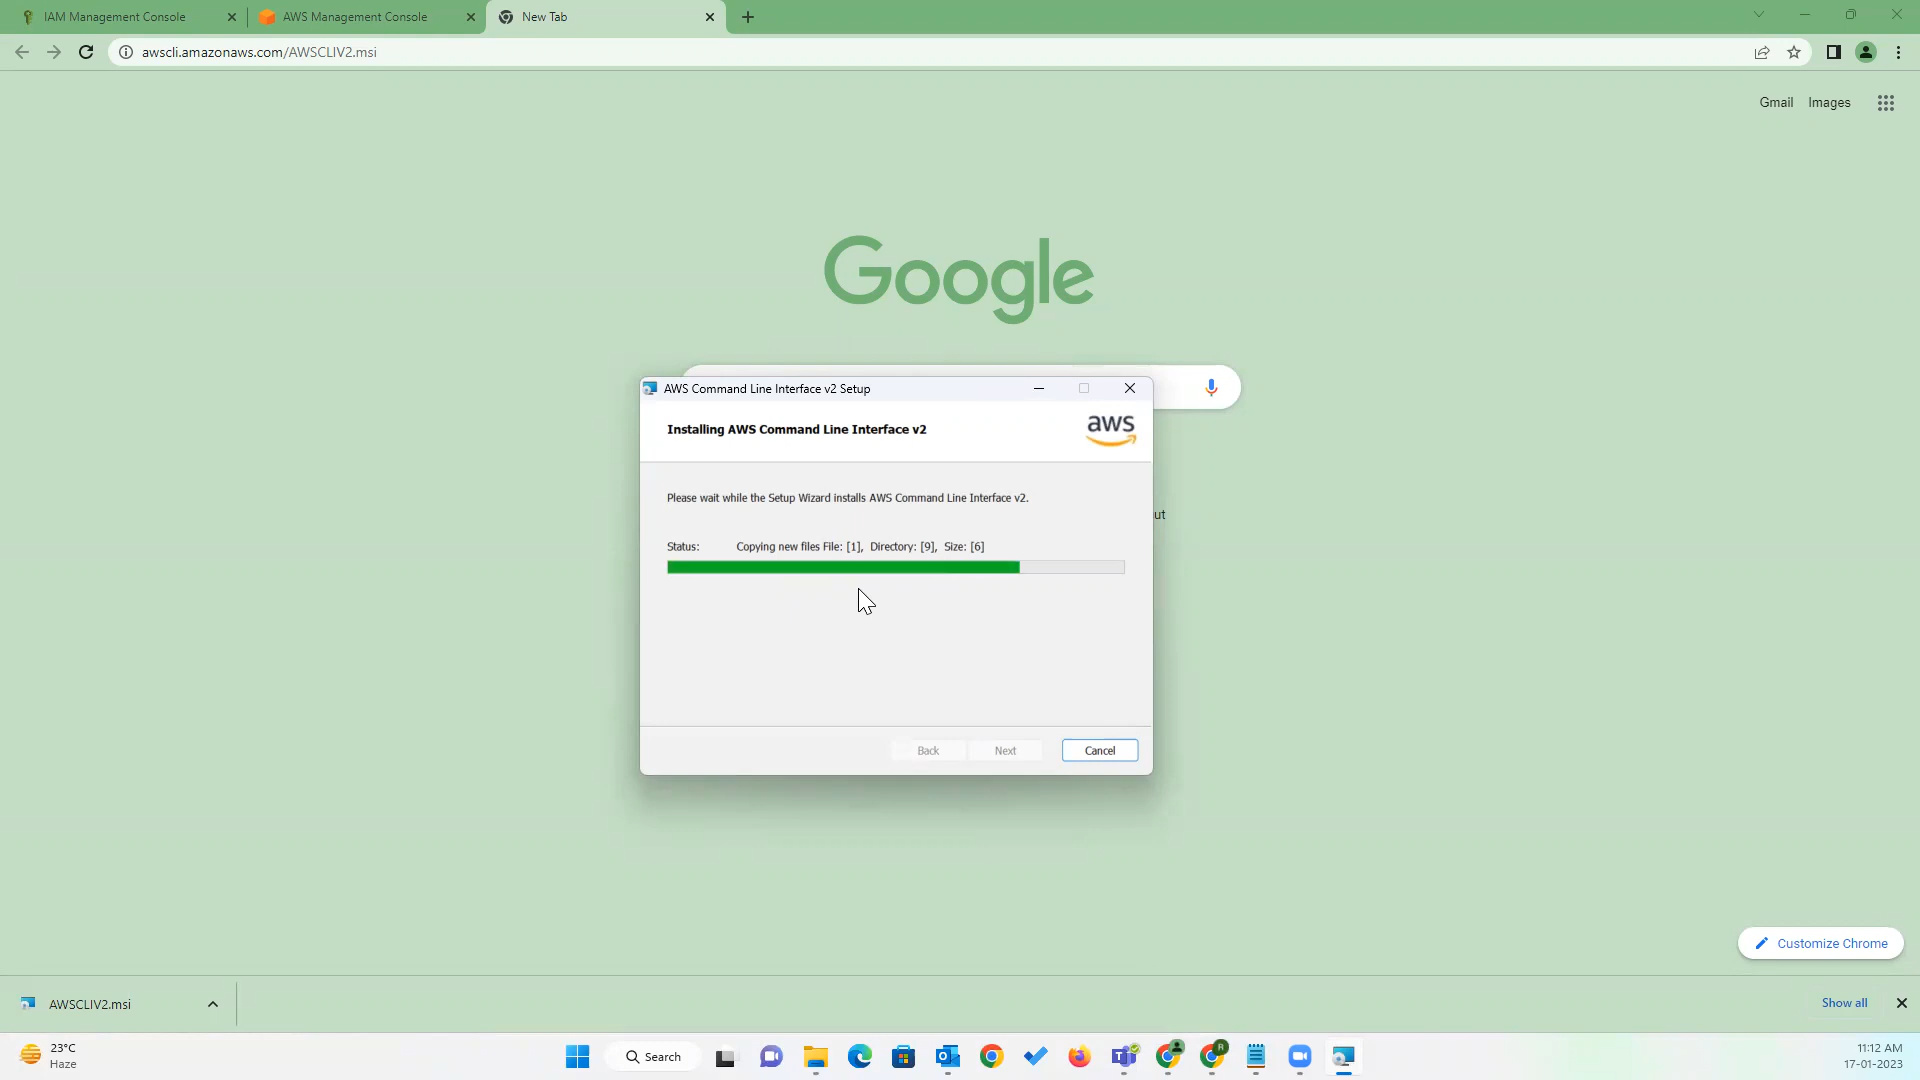 IAM Management Console
AWS Management Console
New Tab
awscli.amazonaws.com/AWSCLIV2.msi
Gmail Images
Google
AWS Command Line Interface v2 Setup
Installing AWS Command Line Interface v2
aws
Please wait while the Setup Wizard installs AWS Command Line Interface v2.
ut
Status: Copying new files File: [1], Directory: [9], Size: [6]
Back Next Cancel
Customize Chrome
AWSCLIV2.msi
Show all
23°C
Haze
Search
R
11:12 AM
17-01-2023